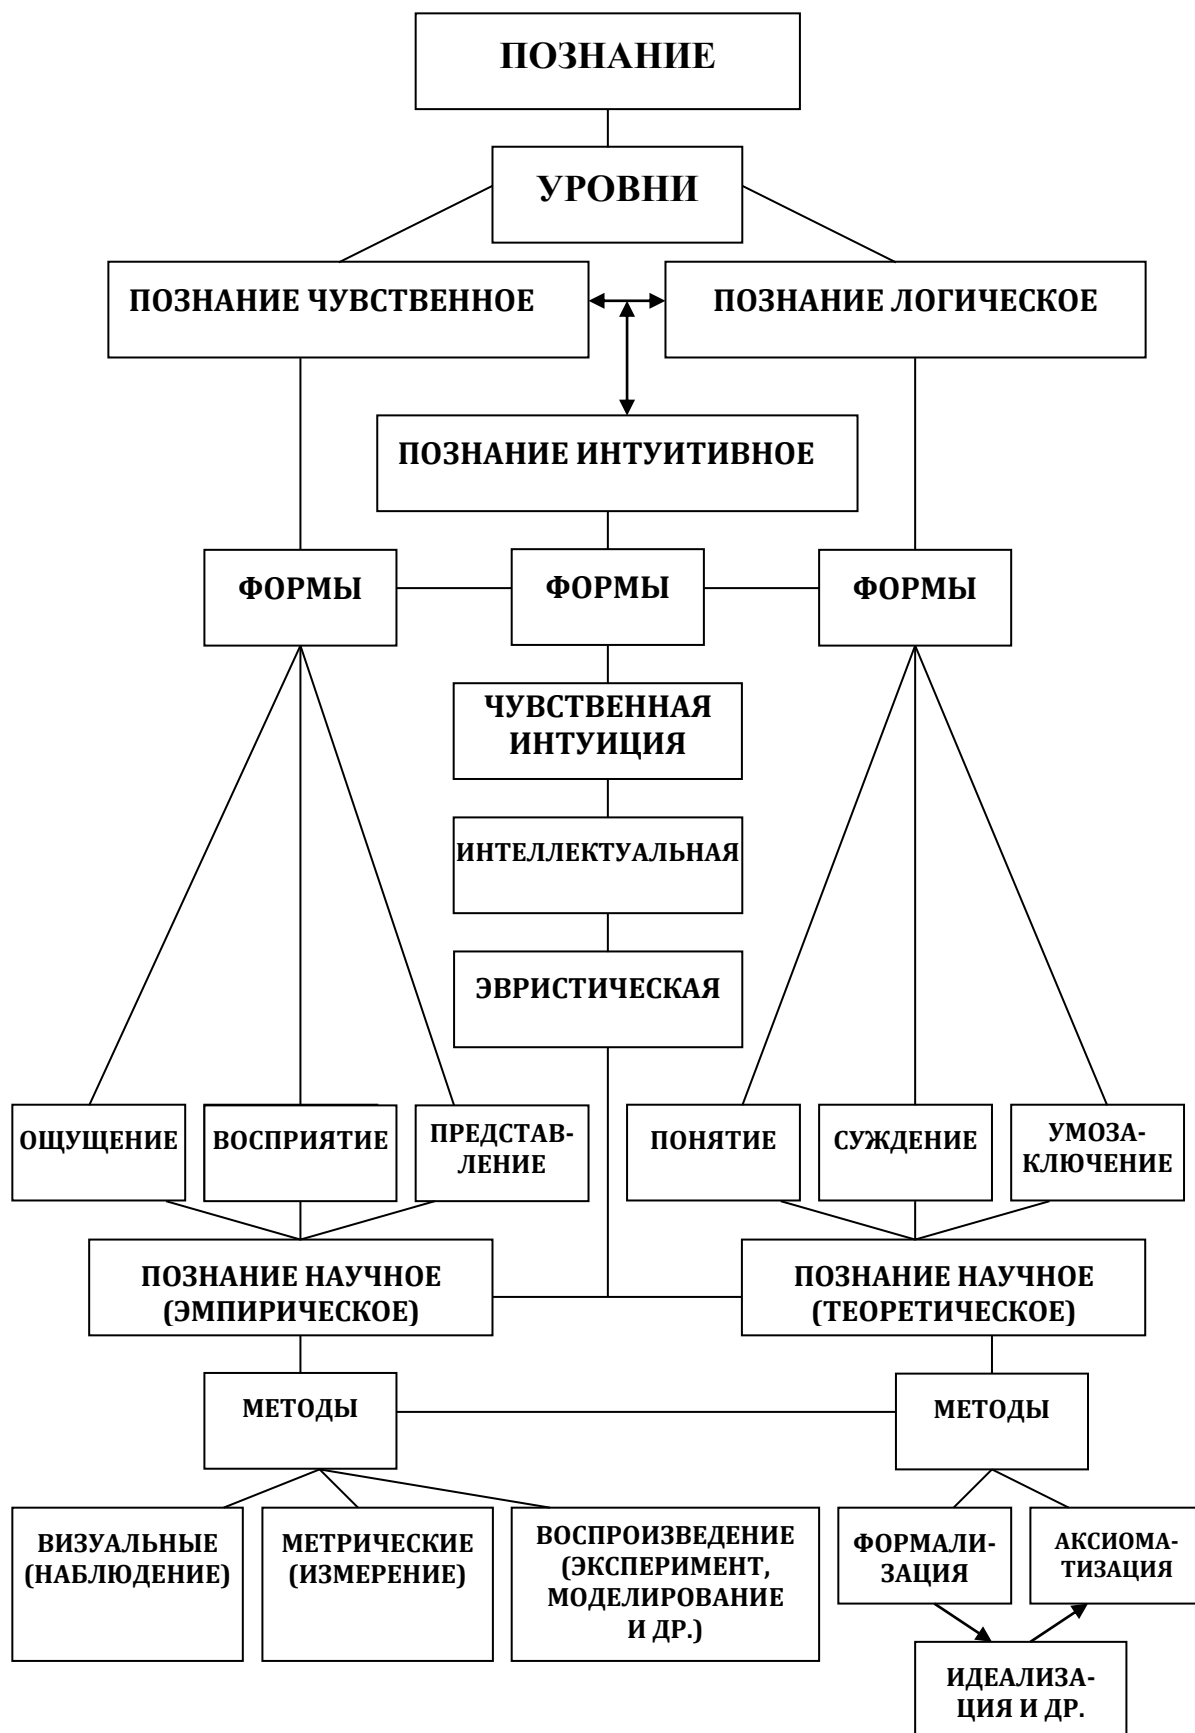 ПОЗНАНИЕ
УРОВНИ
ПОЗНАНИЕ ЧУВСТВЕННОЕ
ПОЗНАНИЕ ЛОГИЧЕСКОЕ
ПОЗНАНИЕ ИНТУИТИВНОЕ
ФОРМЫ
ФОРМЫ
ФОРМЫ
ЧУВСТВЕННАЯ
ИНТУИЦИЯ
ИНТЕЛЛЕКТУАЛЬНАЯ
ЭВРИСТИЧЕСКАЯ
ОЩУЩЕНИЕ
ВОСПРИЯТИЕ
ПРЕДСТАВ-
ЛЕНИЕ
ПОНЯТИЕ
СУЖДЕНИЕ
УМОЗА-
КЛЮЧЕНИЕ
ПОЗНАНИЕ НАУЧНОЕ
(ЭМПИРИЧЕСКОЕ)
ПОЗНАНИЕ НАУЧНОЕ
(ТЕОРЕТИЧЕСКОЕ)
МЕТОДЫ
МЕТОДЫ
ВИЗУАЛЬНЫЕ
(НАБЛЮДЕНИЕ)
МЕТРИЧЕСКИЕ
(ИЗМЕРЕНИЕ)
ВОСПРОИЗВЕДЕНИЕ
(ЭКСПЕРИМЕНТ,
МОДЕЛИРОВАНИЕ
И ДР.)
ФОРМАЛИ-
ЗАЦИЯ
АКСИОМА-
ТИЗАЦИЯ
ИДЕАЛИЗА-
ЦИЯ И ДР.